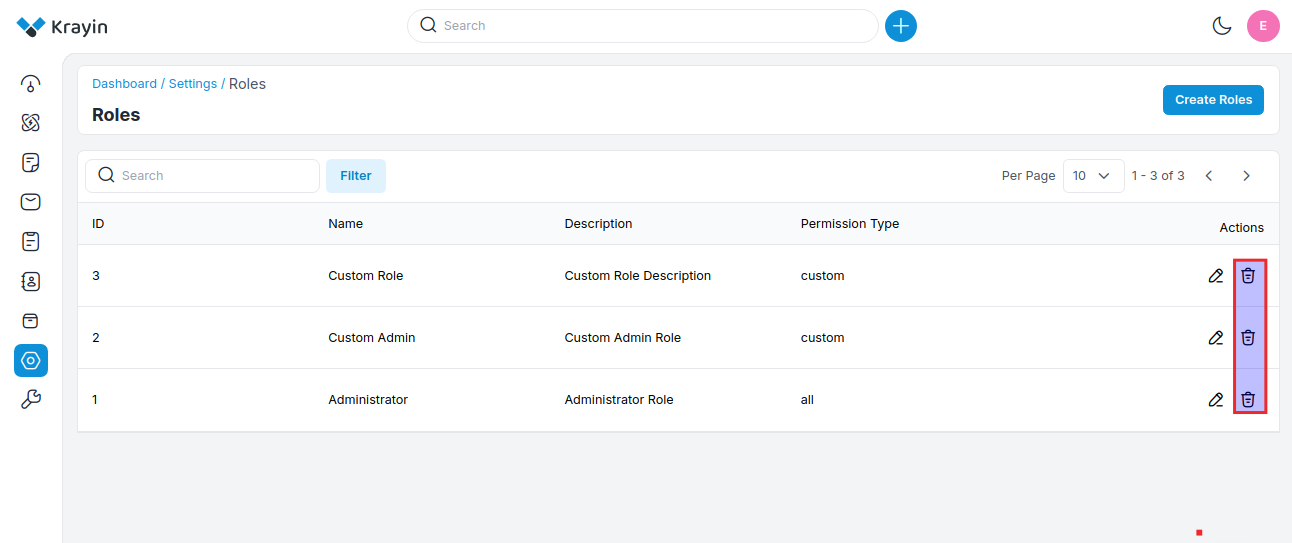 Krayin
Search
E
Dashboard / Settings / Roles
Roles
Create Roles
Search
Filter
Per Page 10 1 - 3 of 3
ID Name Description Permission Type Actions
3 Custom Role Custom Role Description custom
2 Custom Admin Custom Admin Role custom
1 Administrator Administrator Role all